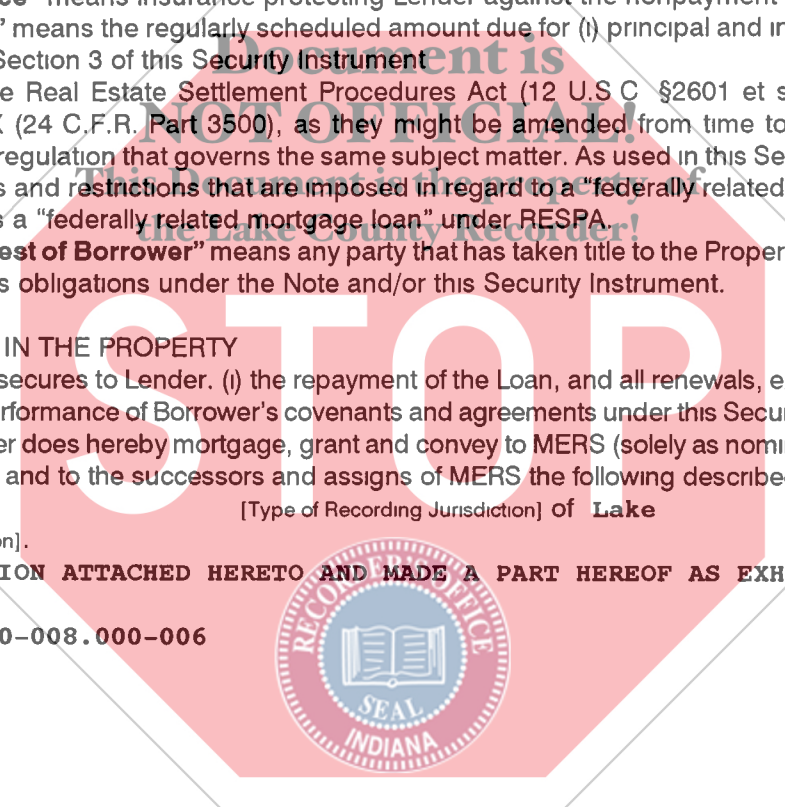 ce" means insurance protecting Lender against the nonpayment
" means the regularly scheduled amount due for (i) principal and in
Section 3 of this Security Instrument
Document is
e Real Estate Settlement Procedures Act (12 U.S C §2601 et s
NOT OFFICIAL!
X (24 C.F.R. Part 3500), as they might be amended from time to
regulation that governs the same subject matter. As used in this Se
This Document is the property of
s and restrictions that are imposed in regard to a “federally related
s a “federally related mortgage loan” under RESPA.
the Lake County Recorder!
est of Borrower” means any party that has taken title to the Proper
s obligations under the Note and/or this Security Instrument.
STOP
IN THE PROPERTY
secures to Lender. (i) the repayment of the Loan, and all renewals, e
rformance of Borrower's covenants and agreements under this Secu
er does hereby mortgage, grant and convey to MERS (solely as nomi
and to the successors and assigns of MERS the following describe
[Type of Recording Jurisdiction] of Lake
on].
ION ATTACHED HERETO AND MADE A PART HEREOF AS EXH
0-008.000-006
RECORDER'S OFFICE
SEAL
INDIANA